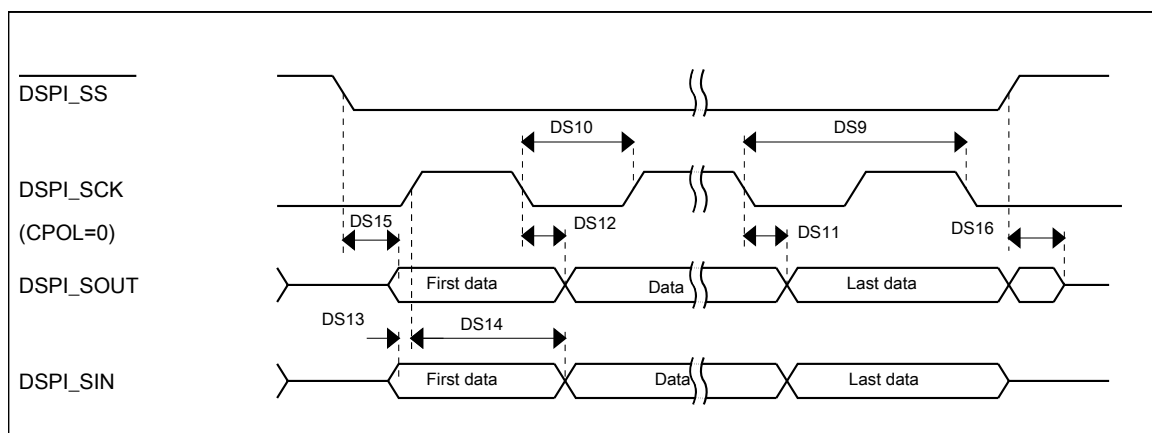 DSPI_SS
DS10
DS9
DSPI_SCK
(CPOL=0)
DS15
DS12
DS11
DS16
DSPI_SOUT
First data
Data
Last data
DS13
DS14
DSPI_SIN
First data
Data
Last data